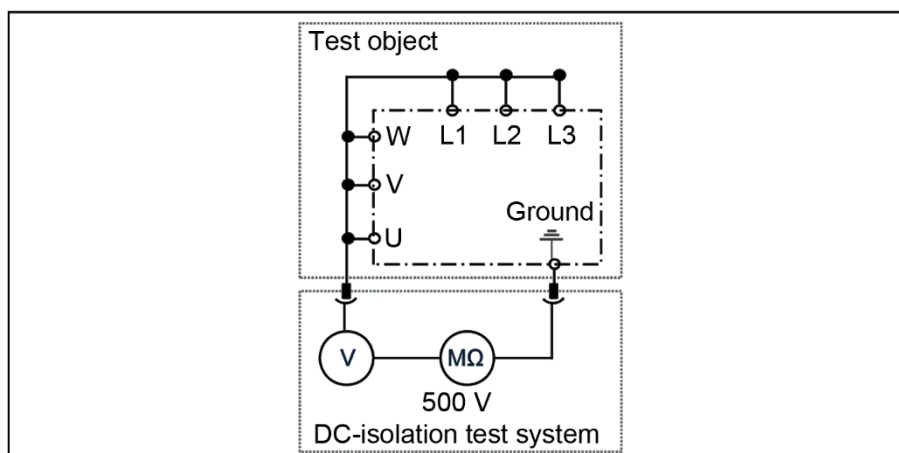 Test object
W L1 L2 L3
V
Ground
U
V MΩ
500 V
DC-isolation test system